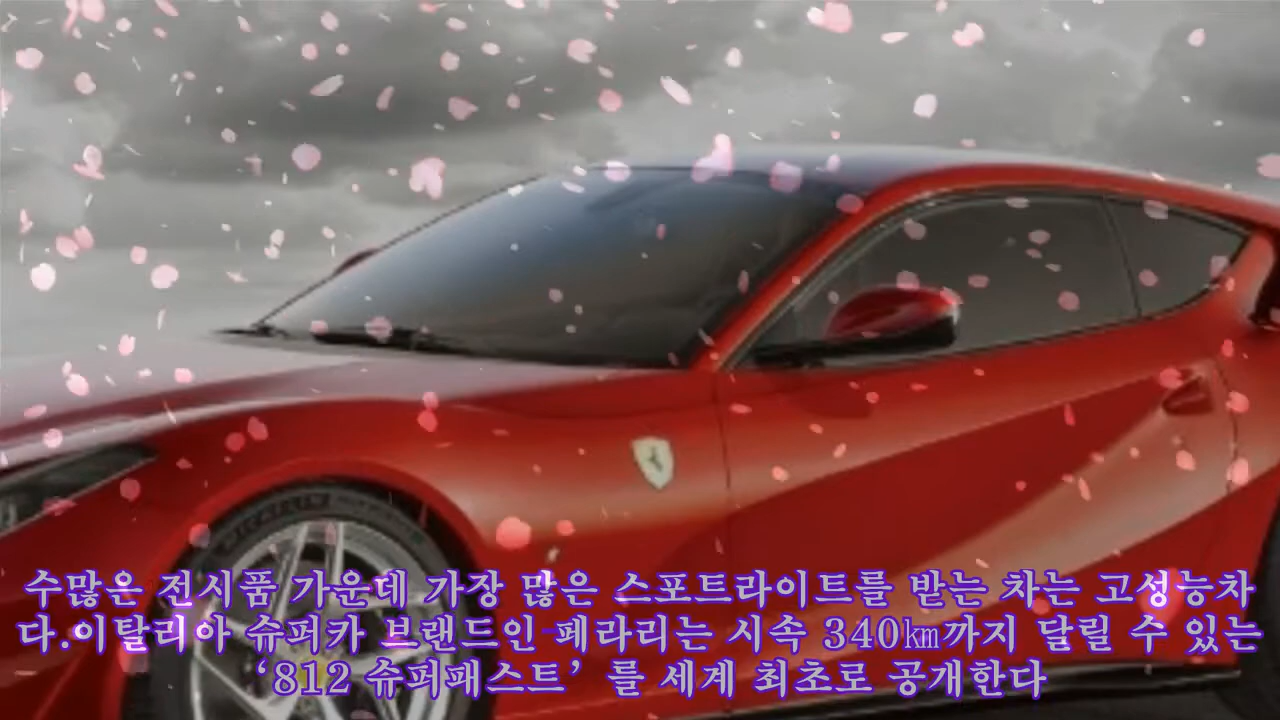 수많은 전시품 가운데 가장 많은 스포트라이트를 받는 차는 고성능차
다.이탈리아 슈퍼카 브랜드인 페라리는 시속 340㎞까지 달릴 수 있는
‘812 슈퍼패스트’ 를 세계 최초로 공개한다